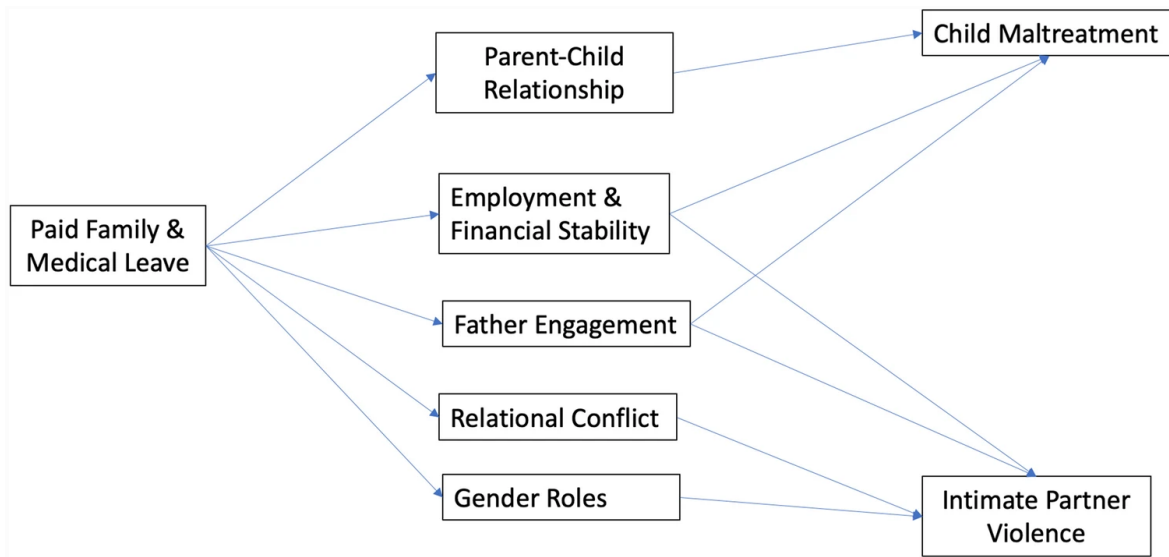 Paid Family &
Medical Leave
Parent-Child
Relationship
Employment &
Financial Stability
Father Engagement
Relational Conflict
Gender Roles
Child Maltreatment
Intimate Partner
Violence